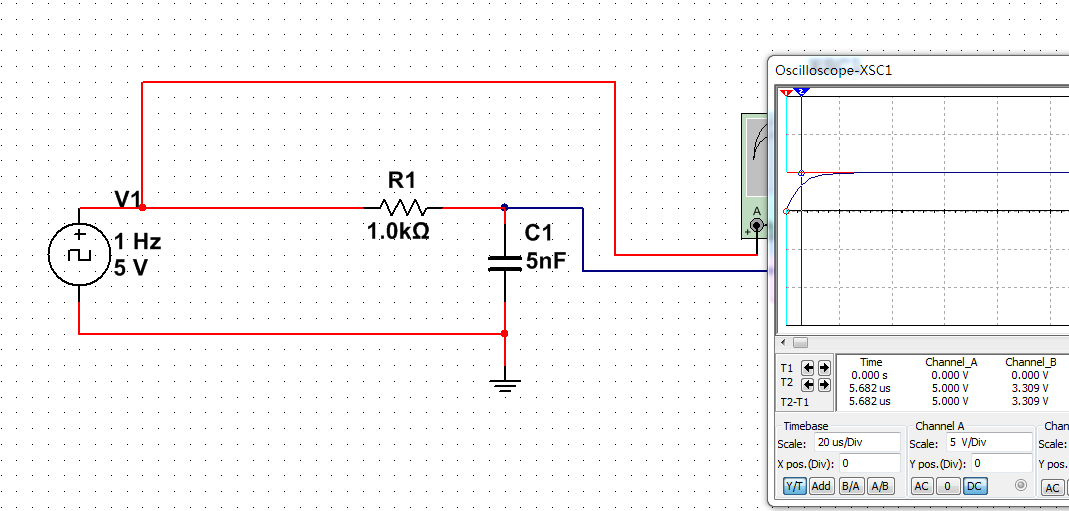 Oscilloscope-XSC1
R1
V1
1.0kΩ
1 Hz
5 V
C1
5nF
A
T1
T2
T2-T1
Time Channel_A Channel_B
0.000 s 0.000 V 0.000 V
5.682 us 5.000 V 3.309 V
5.682 us 5.000 V 3.309 V
Timebase Channel A Chan
Scale: 20 us/Div Scale: 5 V/Div Scale:
X pos.(Div): 0 Y pos.(Div): 0 Y pos.
Y/T Add B/A A/B AC 0 DC AC